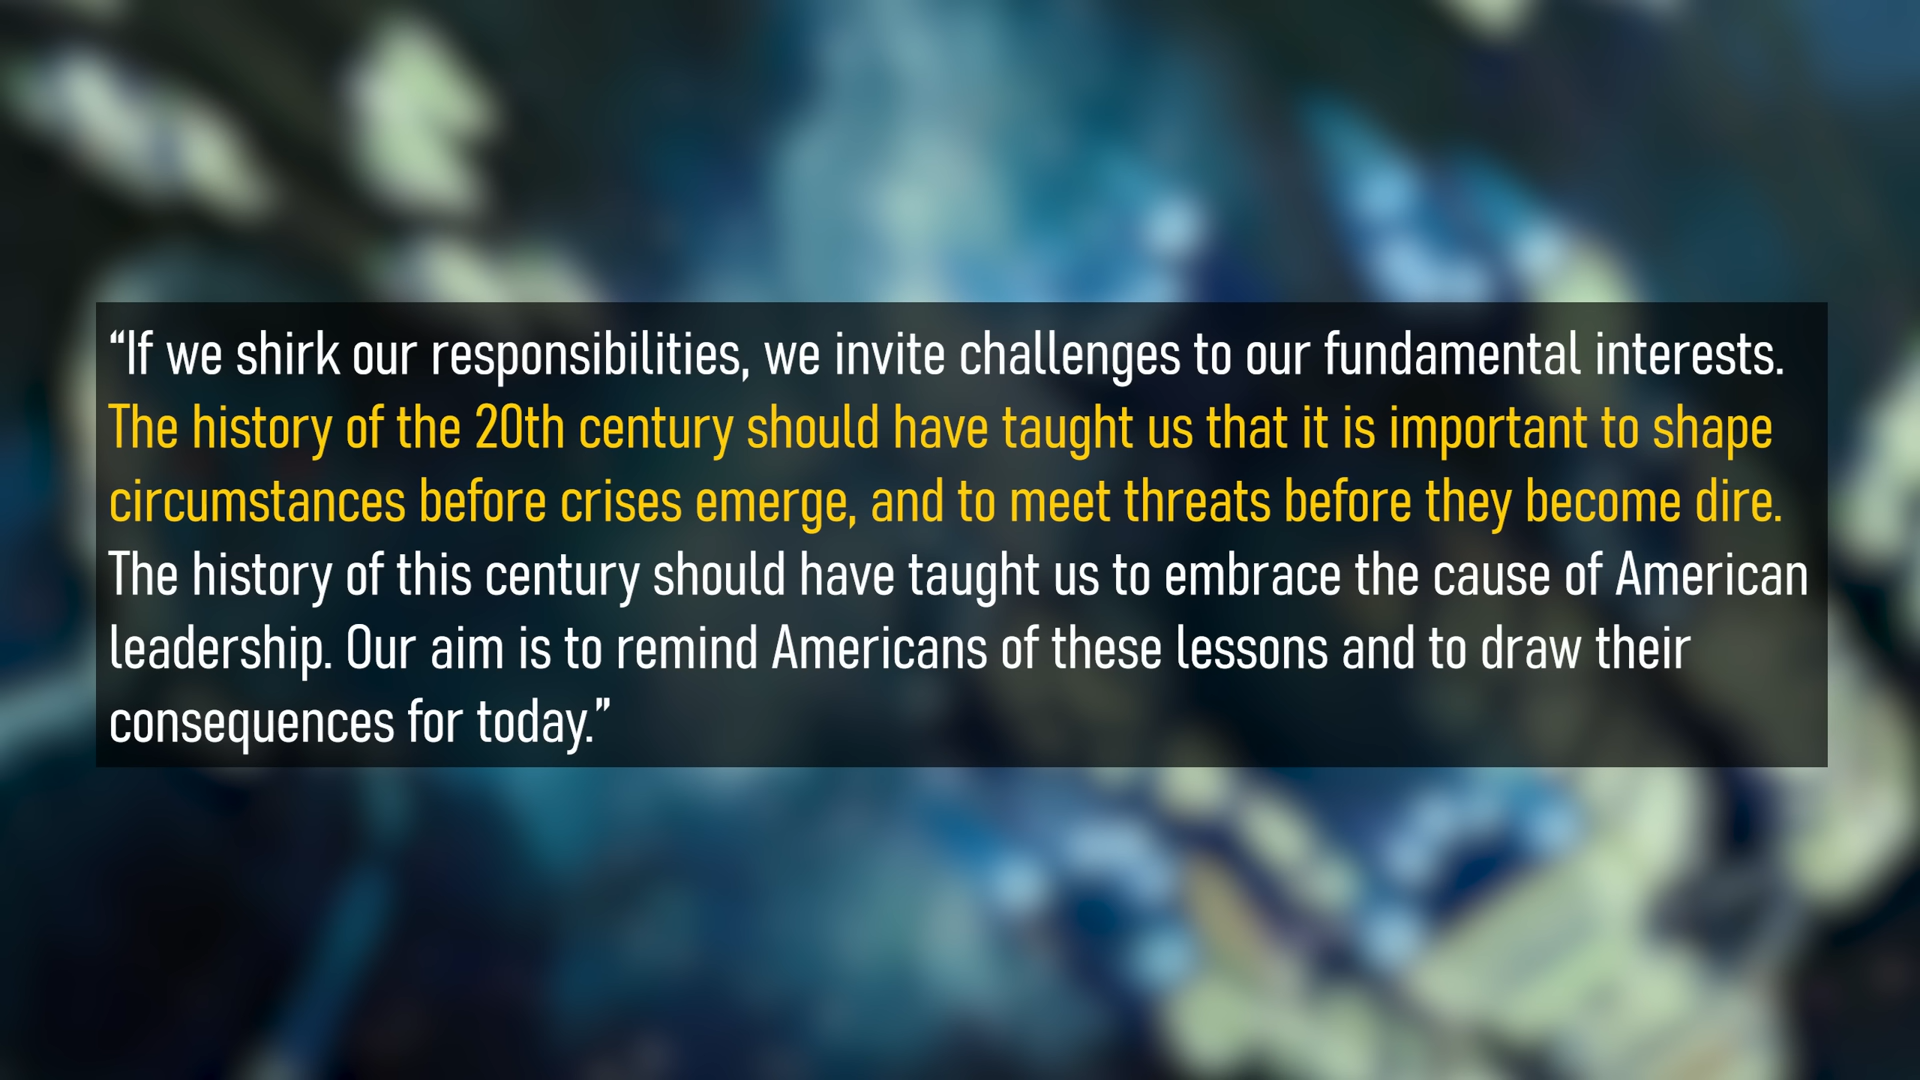 “If we shirk our responsibilities, we invite challenges to our fundamental interests.
The history of the 20th century should have taught us that it is important to shape
circumstances before crises emerge, and to meet threats before they become dire.
The history of this century should have taught us to embrace the cause of American
leadership. Our aim is to remind Americans of these lessons and to draw their
consequences for today.”